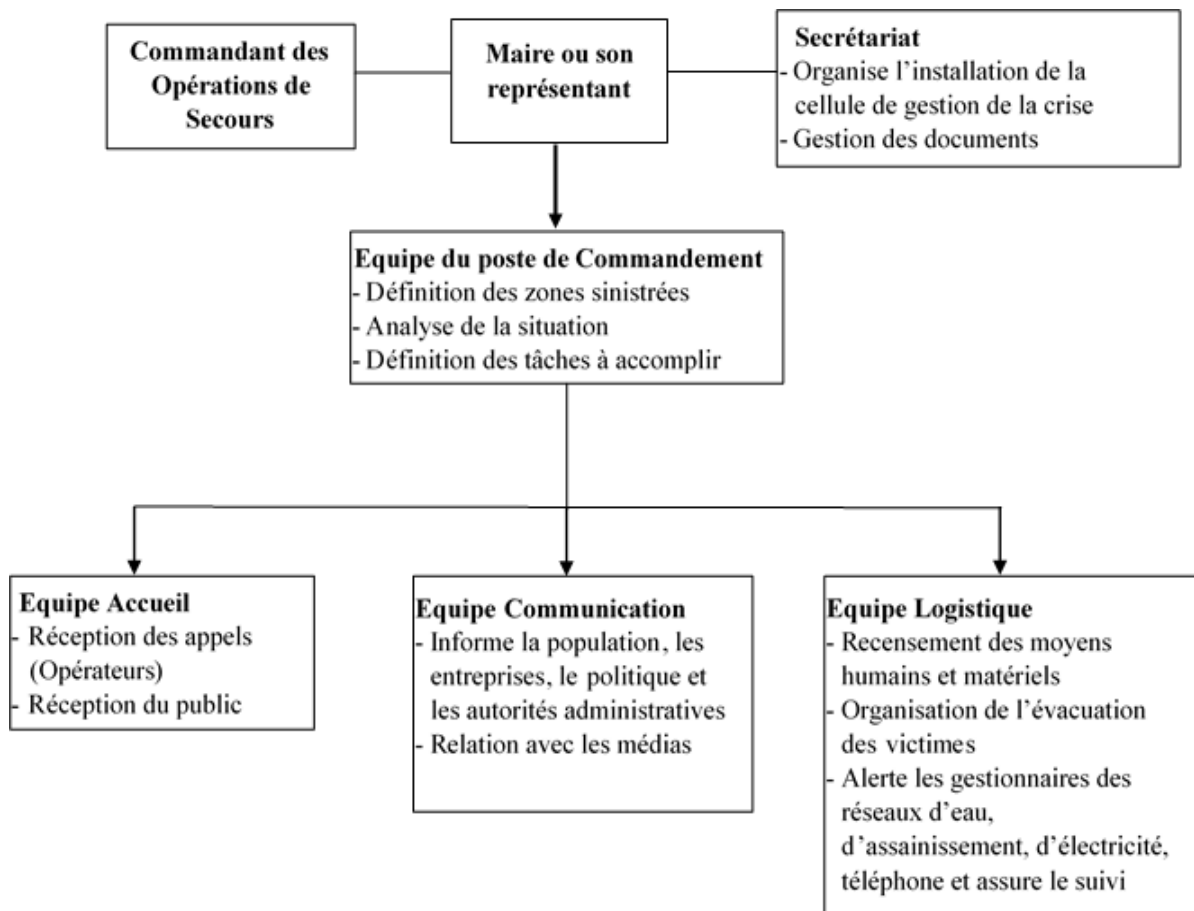 Commandant des
Opérations de
Secours
Maire ou son
représentant
Secrétariat
- Organise l'installation de la
cellule de gestion de la crise
- Gestion des documents
Equipe du poste de Commandement
- Définition des zones sinistrées
- Analyse de la situation
- Définition des tâches à accomplir
Equipe Accueil
- Réception des appels
(Opérateurs)
- Réception du public
Equipe Communication
- Informe la population, les
entreprises, le politique et
les autorités administratives
- Relation avec les médias
Equipe Logistique
- Recensement des moyens
humains et matériels
- Organisation de l'évacuation
des victimes
- Alerte les gestionnaires des
réseaux d'eau,
d'assainissement, d'électricité,
téléphone et assure le suivi